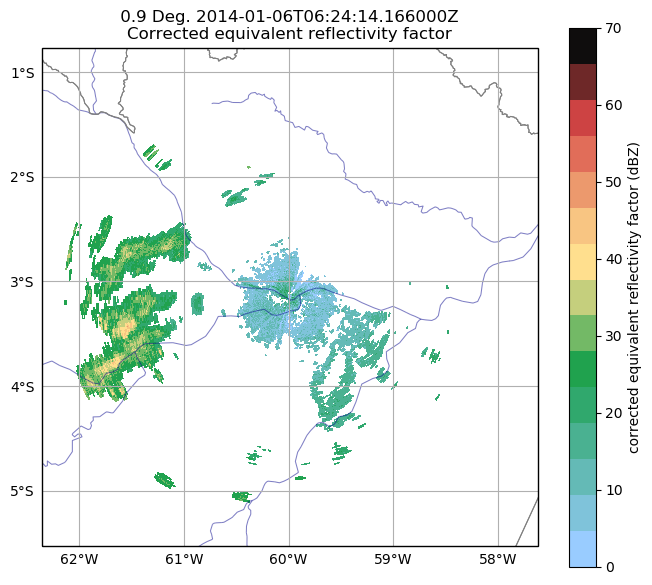 0.9 Deg. 2014-01-06T06:24:14.166000Z
Corrected equivalent reflectivity factor
1°S
2°S
3°S
4°S
5°S
62°W 61°W 60°W 59°W 58°W
70
60
50
40
30
20
10
0
corrected equivalent reflectivity factor (dBZ)